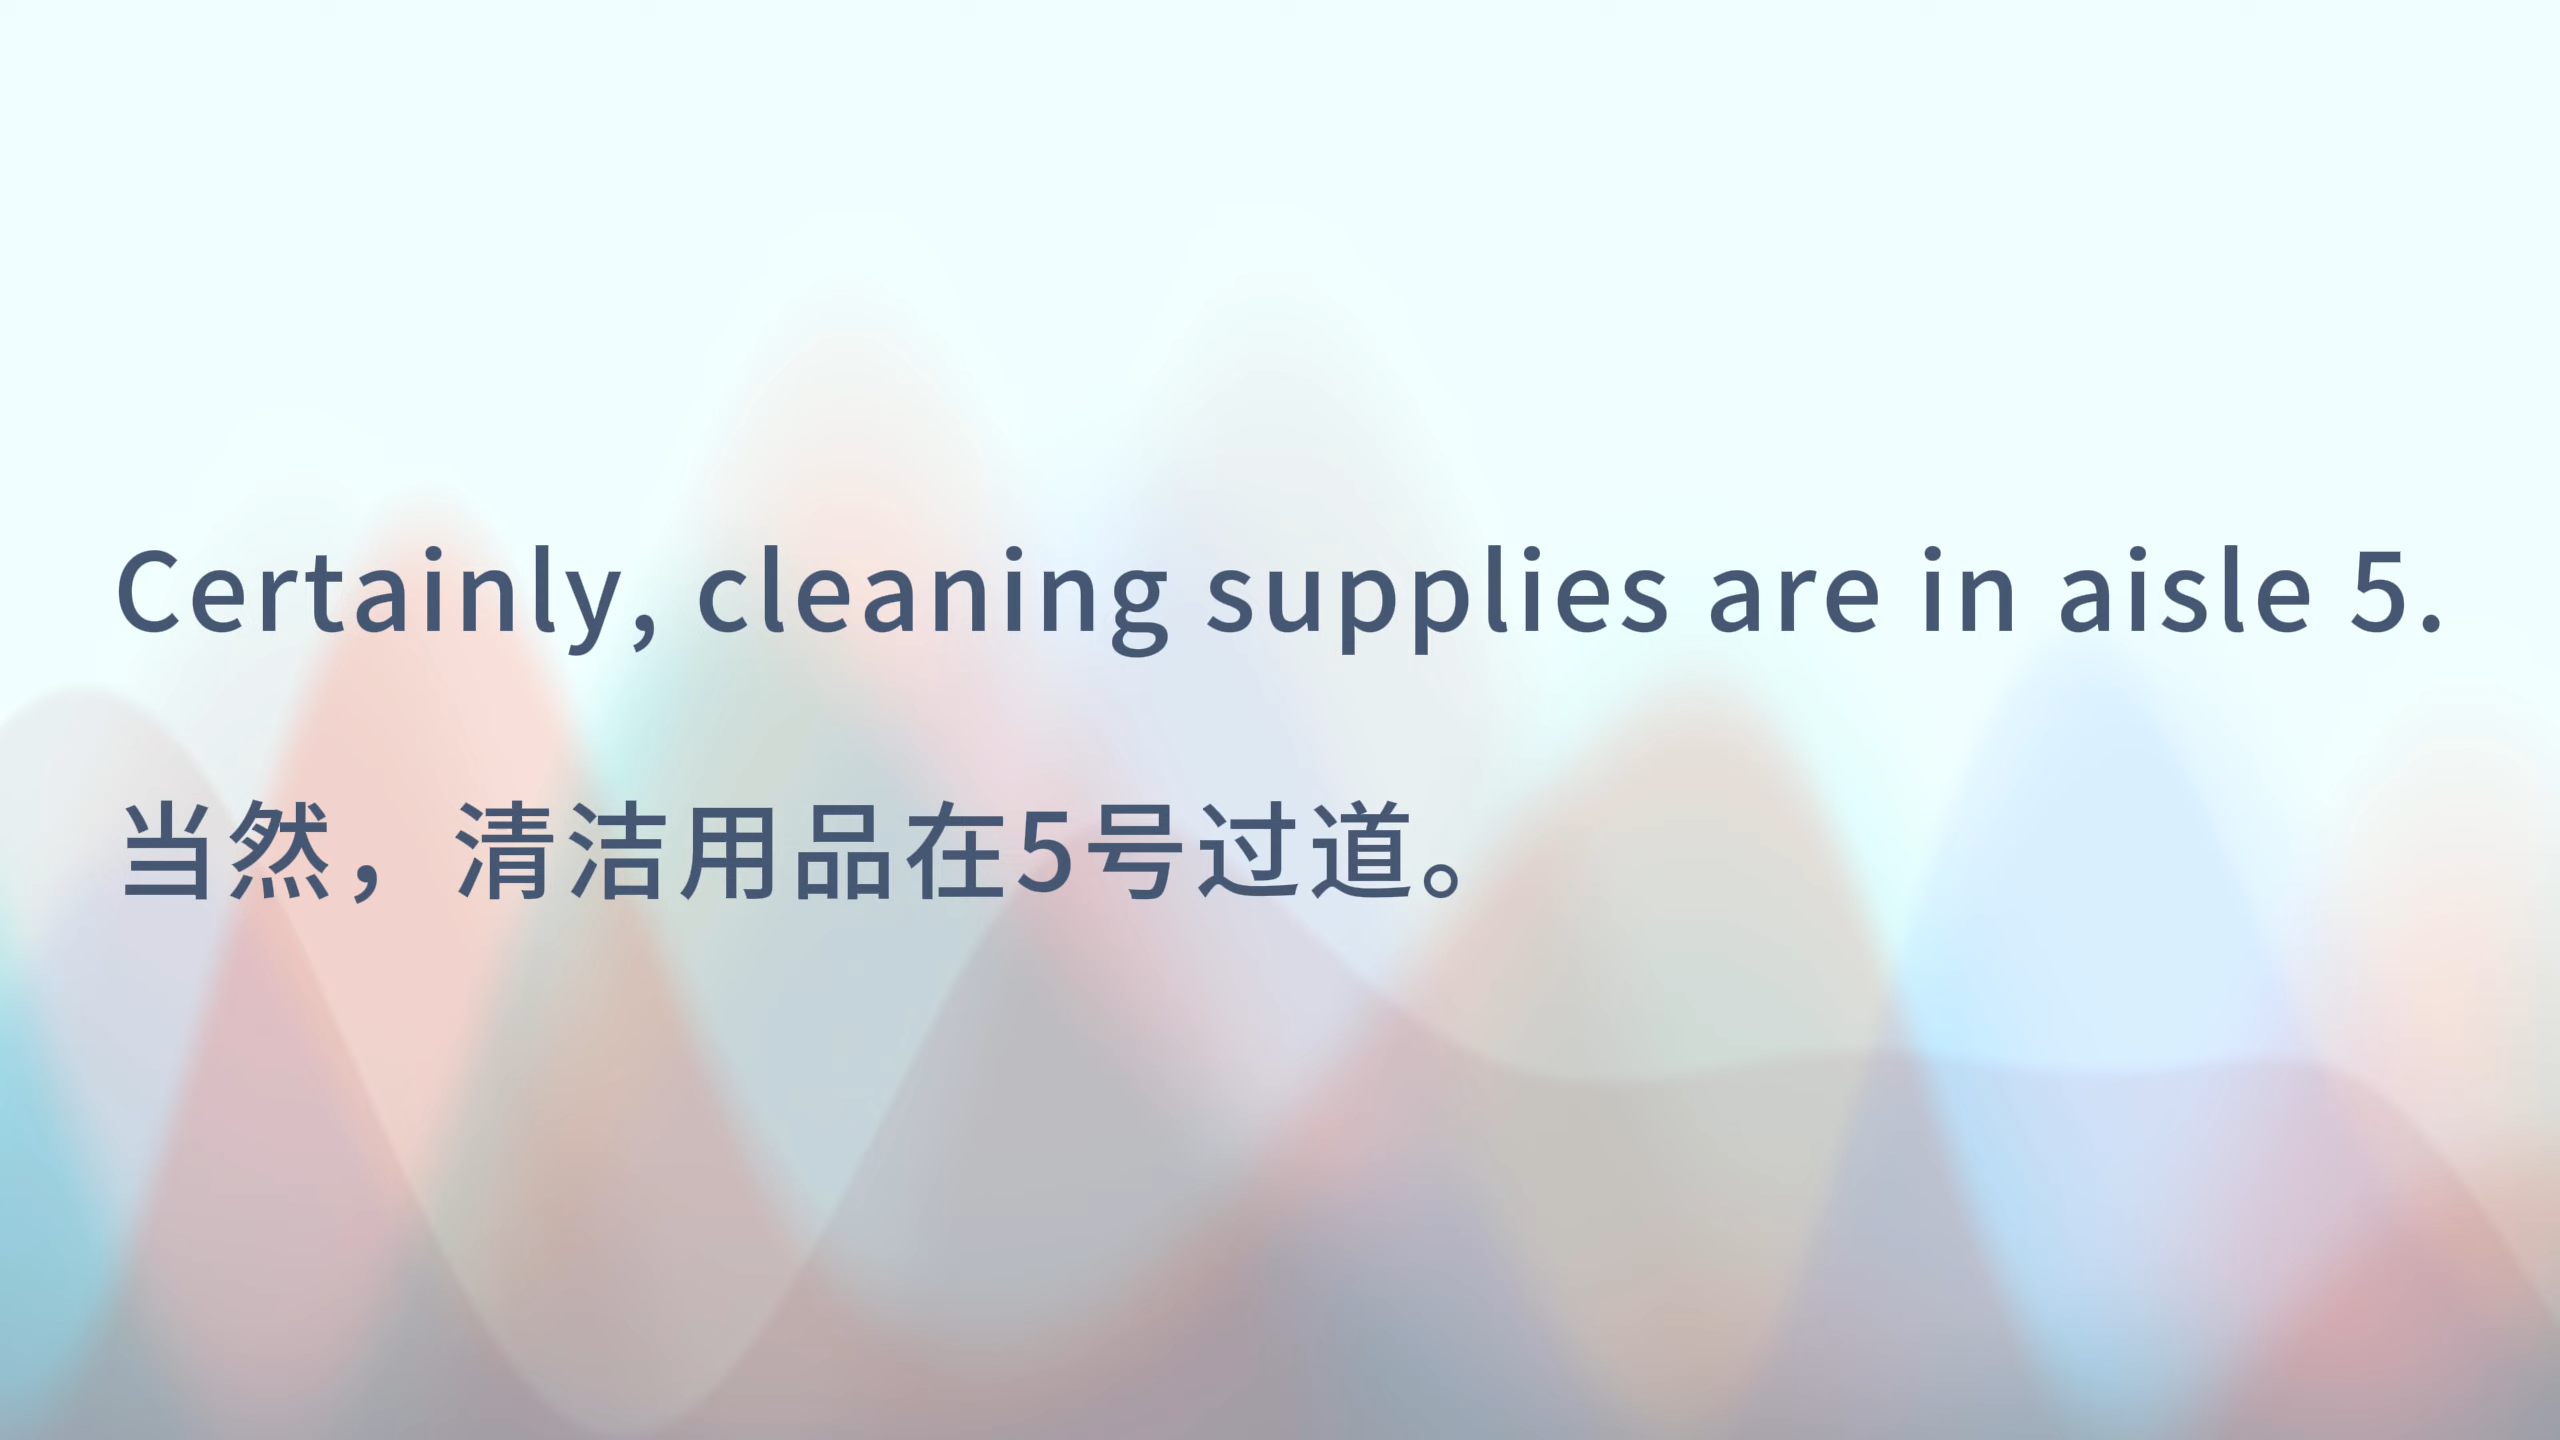 Certainly, cleaning supplies are in aisle 5.
当然，清洁用品在5号过道。